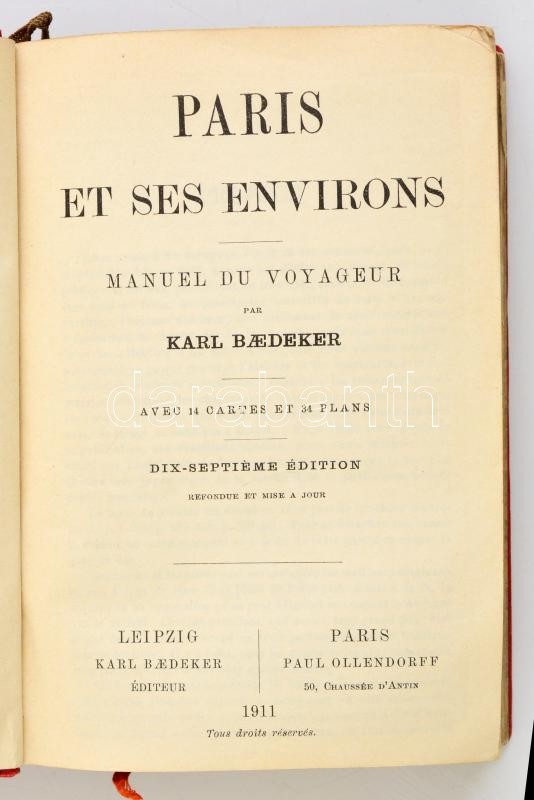 PARIS
ET SES ENVIRONS
MANUEL DU VOYAGEUR
PAR
KARL BÆDEKER
darabanth
AVEC 14 CARTES ET 34 PLANS
DIX-SEPTIÈME ÉDITION
REFONDUE ET MISE A JOUR
LEIPZIG
KARL BÆDEKER
ÉDITEUR
PARIS
PAUL OLLENDORFF
50, CHAUSSÉE D'ANTIN
1911
Tous droits réservés.